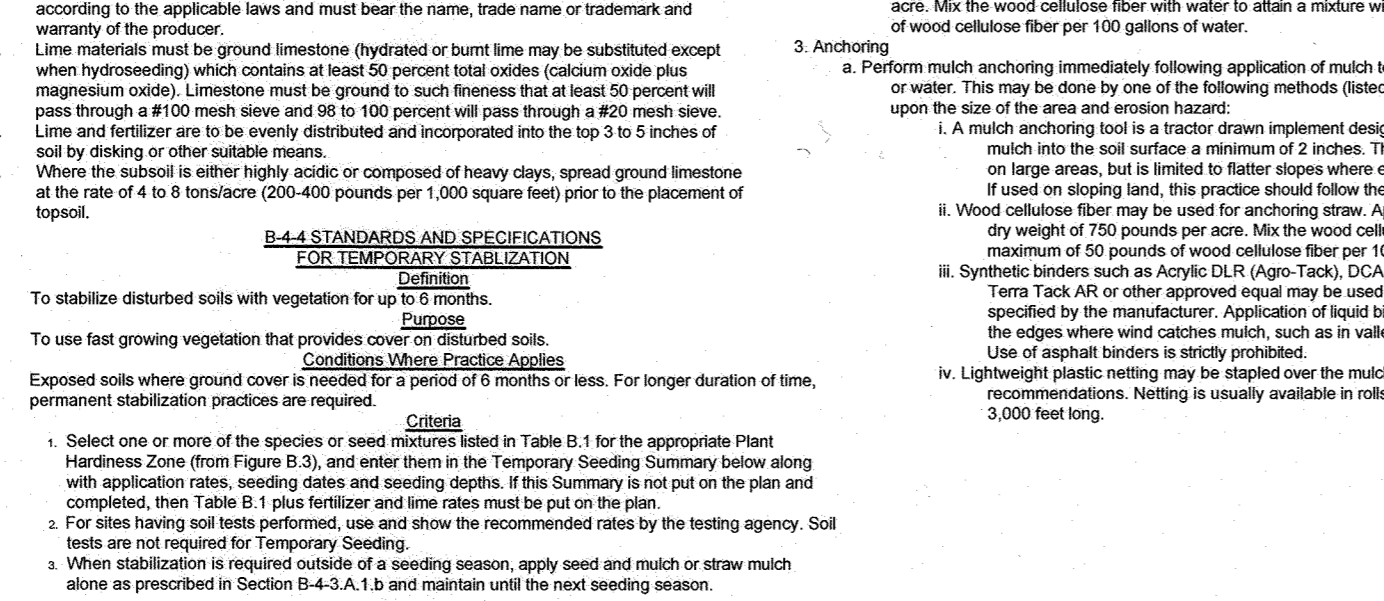 according to the applicable laws and must bear the name, trade name or trademark and
warranty of the producer.
Lime materials must be ground limestone (hydrated or burnt lime may be substituted except
when hydroseeding) which contains at least 50 percent total oxides (calcium oxide plus
magnesium oxide). Limestone must be ground to such fineness that at least 50 percent will
pass through a #100 mesh sieve and 98 to 100 percent will pass through a #20 mesh sieve.
Lime and fertilizer are to be evenly distributed and incorporated into the top 3 to 5 inches of
soil by disking or other suitable means.
Where the subsoil is either highly acidic or composed of heavy clays, spread ground limestone
at the rate of 4 to 8 tons/acre (200-400 pounds per 1,000 square feet) prior to the placement of
topsoil.
B-4-4 STANDARDS AND SPECIFICATIONS
FOR TEMPORARY STABLIZATION
Definition
To stabilize disturbed soils with vegetation for up to 6 months.
Purpose
To use fast growing vegetation that provides cover on disturbed soils.
Conditions Where Practice Applies
Exposed soils where ground cover is needed for a period of 6 months or less. For longer duration of time,
permanent stabilization practices are required.
Criteria
1. Select one or more of the species or seed mixtures listed in Table B.1 for the appropriate Plant
Hardiness Zone (from Figure B.3), and enter them in the Temporary Seeding Summary below along
with application rates, seeding dates and seeding depths. If this Summary is not put on the plan and
completed, then Table B.1 plus fertilizer and lime rates must be put on the plan.
2. For sites having soil tests performed, use and show the recommended rates by the testing agency. Soil
tests are not required for Temporary Seeding.
3. When stabilization is required outside of a seeding season, apply seed and mulch or straw mulch
alone as prescribed in Section B-4-3.A.1.b and maintain until the next seeding season.
acre. Mix the wood cellulose fiber with water to attain a mixture
of wood cellulose fiber per 100 gallons of water.
3. Anchoring
a. Perform mulch anchoring immediately following application of mulch
or water. This may be done by one of the following methods
upon the size of the area and erosion hazard:
i. A mulch anchoring tool is a tractor drawn implement
mulch into the soil surface a minimum of 2 inches.
on large areas, but is limited to flatter slopes where
If used on sloping land, this practice should follow
ii. Wood cellulose fiber may be used for anchoring straw.
dry weight of 750 pounds per acre. Mix the wood
maximum of 50 pounds of wood cellulose fiber per
iii. Synthetic binders such as Acrylic DLR (Agro-Tack), DCA
Terra Tack AR or other approved equal may be used
specified by the manufacturer. Application of liquid
the edges where wind catches mulch, such as in
Use of asphalt binders is strictly prohibited.
iv. Lightweight plastic netting may be stapled over the
recommendations. Netting is usually available in
3,000 feet long.